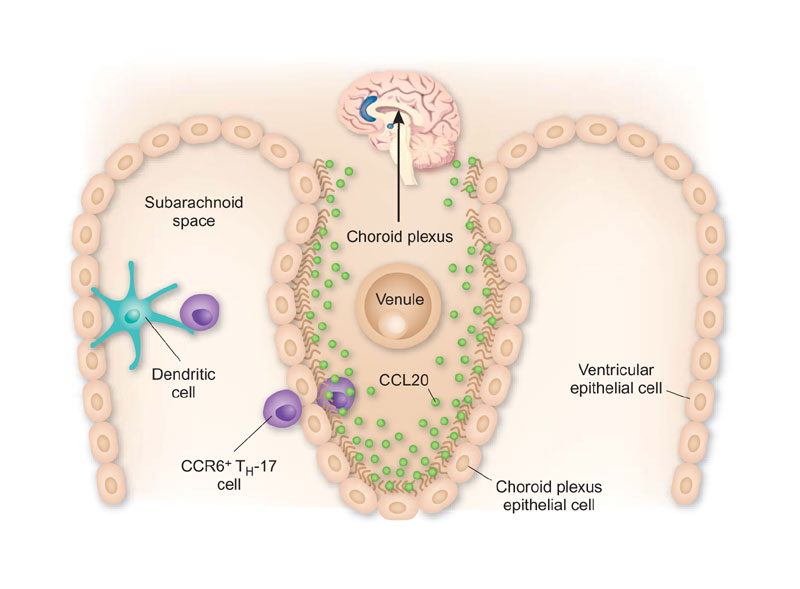 Subarachnoid
space
Choroid plexus
Venule
Dendritic
cell
CCL20
Ventricular
epithelial cell
CCR6⁺ Tₕ-17
cell
Choroid plexus
epithelial cell